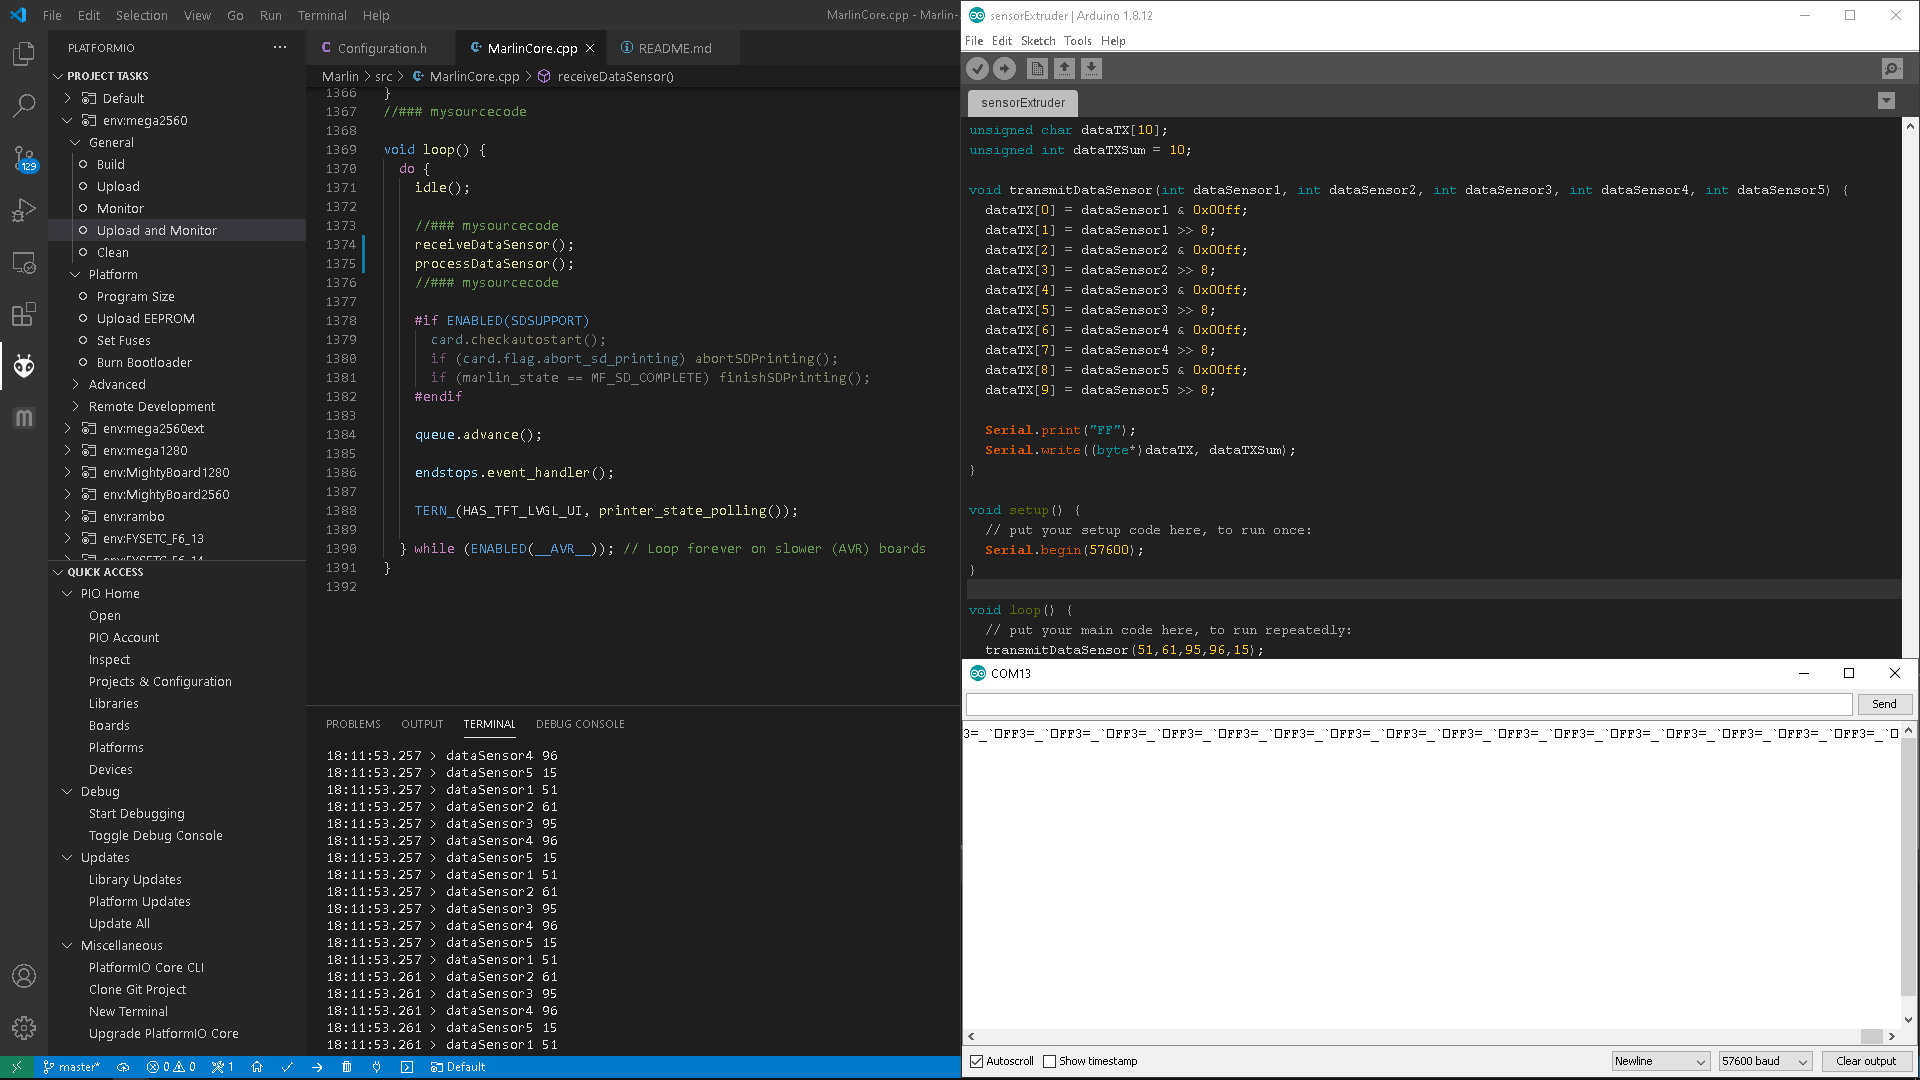 File Edit Selection View Go Run Terminal Help
MarlinCore.cpp - Marlin-
PLATFORMIO ...
PROJECT TASKS
Default
env:mega2560
General
Build
Upload
Monitor
Upload and Monitor
Clean
Platform
Program Size
Upload EEPROM
Set Fuses
Burn Bootloader
Advanced
Remote Development
env:mega2560ext
env:mega1280
env:MightyBoard1280
env:MightyBoard2560
env:rambo
env:FYSETC_F6_13
env:FYSETC_F6_14
129
QUICK ACCESS
PIO Home
Open
PIO Account
Inspect
Projects & Configuration
Libraries
Boards
Platforms
Devices
Debug
Start Debugging
Toggle Debug Console
Updates
Library Updates
Platform Updates
Update All
Miscellaneous
PlatformIO Core CLI
Clone Git Project
New Terminal
Upgrade PlatformIO Core
Configuration.h MarlinCore.cpp README.md
Marlin > src > MarlinCore.cpp > receiveDataSensor()
1366 }
1367 //### mysourcecode
1368
1369 void loop() {
1370 do {
1371 idle();
1372
1373 //### mysourcecode
1374 receiveDataSensor();
1375 processDataSensor();
1376 //### mysourcecode
1377
1378 #if ENABLED(SDSUPPORT)
1379 card.checkautostart();
1380 if (card.flag.abort_sd_printing) abortSDPrinting();
1381 if (marlin_state == MF_SD_COMPLETE) finishSDPrinting();
1382 #endif
1383
1384 queue.advance();
1385
1386 endstops.event_handler();
1387
1388 TERN_(HAS_TFT_LVGL_UI, printer_state_polling());
1389
1390 } while (ENABLED(__AVR__)); // Loop forever on slower (AVR) boards
1391 }
1392
PROBLEMS OUTPUT TERMINAL DEBUG CONSOLE
18:11:53.257 > dataSensor4 96
18:11:53.257 > dataSensor5 15
18:11:53.257 > dataSensor1 51
18:11:53.257 > dataSensor2 61
18:11:53.257 > dataSensor3 95
18:11:53.257 > dataSensor4 96
18:11:53.257 > dataSensor5 15
18:11:53.257 > dataSensor1 51
18:11:53.257 > dataSensor2 61
18:11:53.257 > dataSensor3 95
18:11:53.257 > dataSensor4 96
18:11:53.257 > dataSensor5 15
18:11:53.257 > dataSensor1 51
18:11:53.261 > dataSensor2 61
18:11:53.261 > dataSensor3 95
18:11:53.261 > dataSensor4 96
18:11:53.261 > dataSensor5 15
18:11:53.261 > dataSensor1 51
master* 0 0 1 Default
sensorExtruder | Arduino 1.8.12
File Edit Sketch Tools Help
sensorExtruder
unsigned char dataTX[10];
unsigned int dataTXSum = 10;

void transmitDataSensor(int dataSensor1, int dataSensor2, int dataSensor3, int dataSensor4, int dataSensor5) {
dataTX[0] = dataSensor1 & 0x00ff;
dataTX[1] = dataSensor1 >> 8;
dataTX[2] = dataSensor2 & 0x00ff;
dataTX[3] = dataSensor2 >> 8;
dataTX[4] = dataSensor3 & 0x00ff;
dataTX[5] = dataSensor3 >> 8;
dataTX[6] = dataSensor4 & 0x00ff;
dataTX[7] = dataSensor4 >> 8;
dataTX[8] = dataSensor5 & 0x00ff;
dataTX[9] = dataSensor5 >> 8;

Serial.print("FF");
Serial.write((byte*)dataTX, dataTXSum);
}

void setup() {
// put your setup code here, to run once:
Serial.begin(57600);
}

void loop() {
// put your main code here, to run repeatedly:
transmitDataSensor(51,61,95,96,15);
COM13
Send
3=_`□FF3=_`□FF3=_`□FF3=_`□FF3=_`□FF3=_`□FF3=_`□FF3=_`□FF3=_`□FF3=_`□FF3=_`□FF3=_`□FF3=_`□FF3=_`□FF3=_`□FF3=_`□FF3=_`□
Autoscroll Show timestamp
Newline 57600 baud Clear output